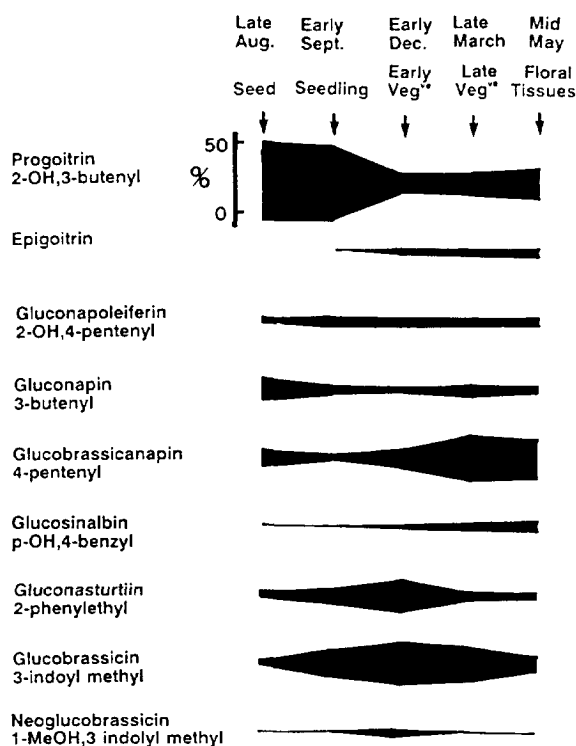 Late Early Early Late Mid
Aug. Sept. Dec. March May
Early Late Floral
Seed Seedling Vegᵛᵉ Vegᵛᵉ Tissues
50
Progoitrin
2-OH,3-butenyl
%
0
Epigoitrin
Gluconapoleiferin
2-OH,4-pentenyl
Gluconapin
3-butenyl
Glucobrassicanapin
4-pentenyl
Glucosinalbin
p-OH,4-benzyl
Gluconasturtiin
2-phenylethyl
Glucobrassicin
3-indoyl methyl
Neoglucobrassicin
1-MeOH,3 indolyl methyl